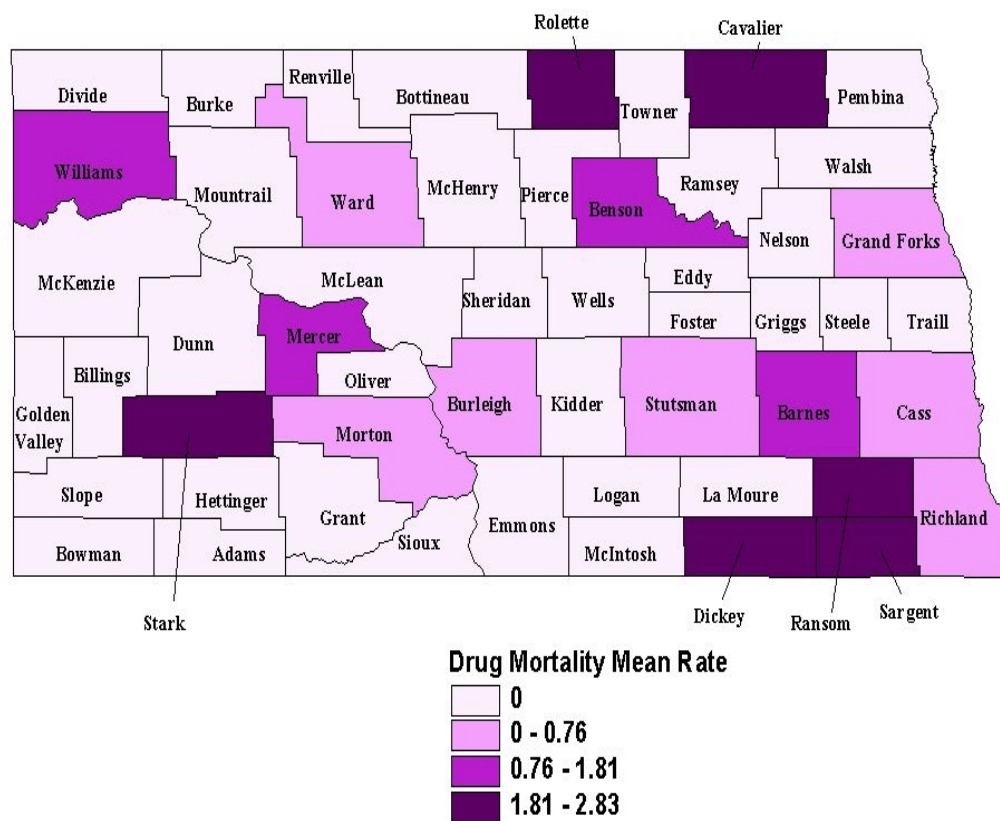 Rolette
Cavalier
Divide
Burke
Renville
Bottineau
Towner
Pembina
Williams
Mountrail
Ward
McHenry
Pierce
Benson
Ramsey
Walsh
Nelson
Grand Forks
McKenzie
McLean
Sheridan
Wells
Eddy
Foster
Griggs
Steele
Traill
Dunn
Mercer
Billings
Oliver
Golden
Valley
Burleigh
Kidder
Stutsman
Barnes
Cass
Morton
Slope
Hettinger
Grant
Emmons
Logan
La Moure
Richland
Bowman
Adams
Sioux
McIntosh
Stark
Dickey
Ransom
Sargent
Drug Mortality Mean Rate
0
0 - 0.76
0.76 - 1.81
1.81 - 2.83